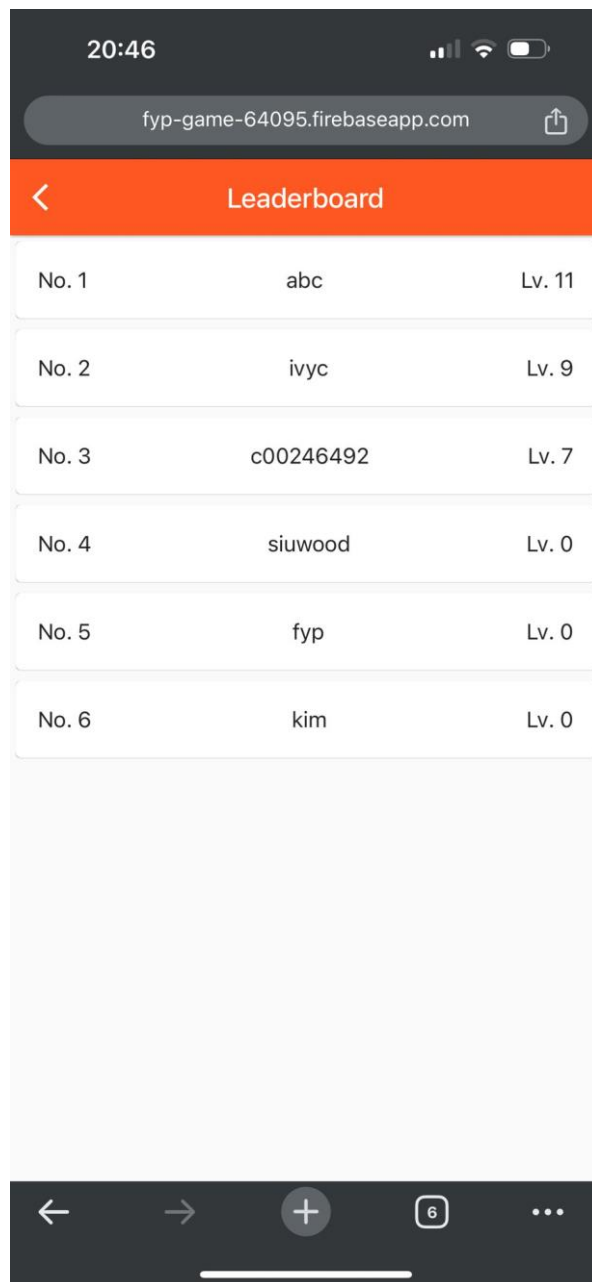 20:46
fyp-game-64095.firebaseapp.com
Leaderboard
No. 1 abc Lv. 11
No. 2 ivyc Lv. 9
No. 3 c00246492 Lv. 7
No. 4 siuwood Lv. 0
No. 5 fyp Lv. 0
No. 6 kim Lv. 0
6